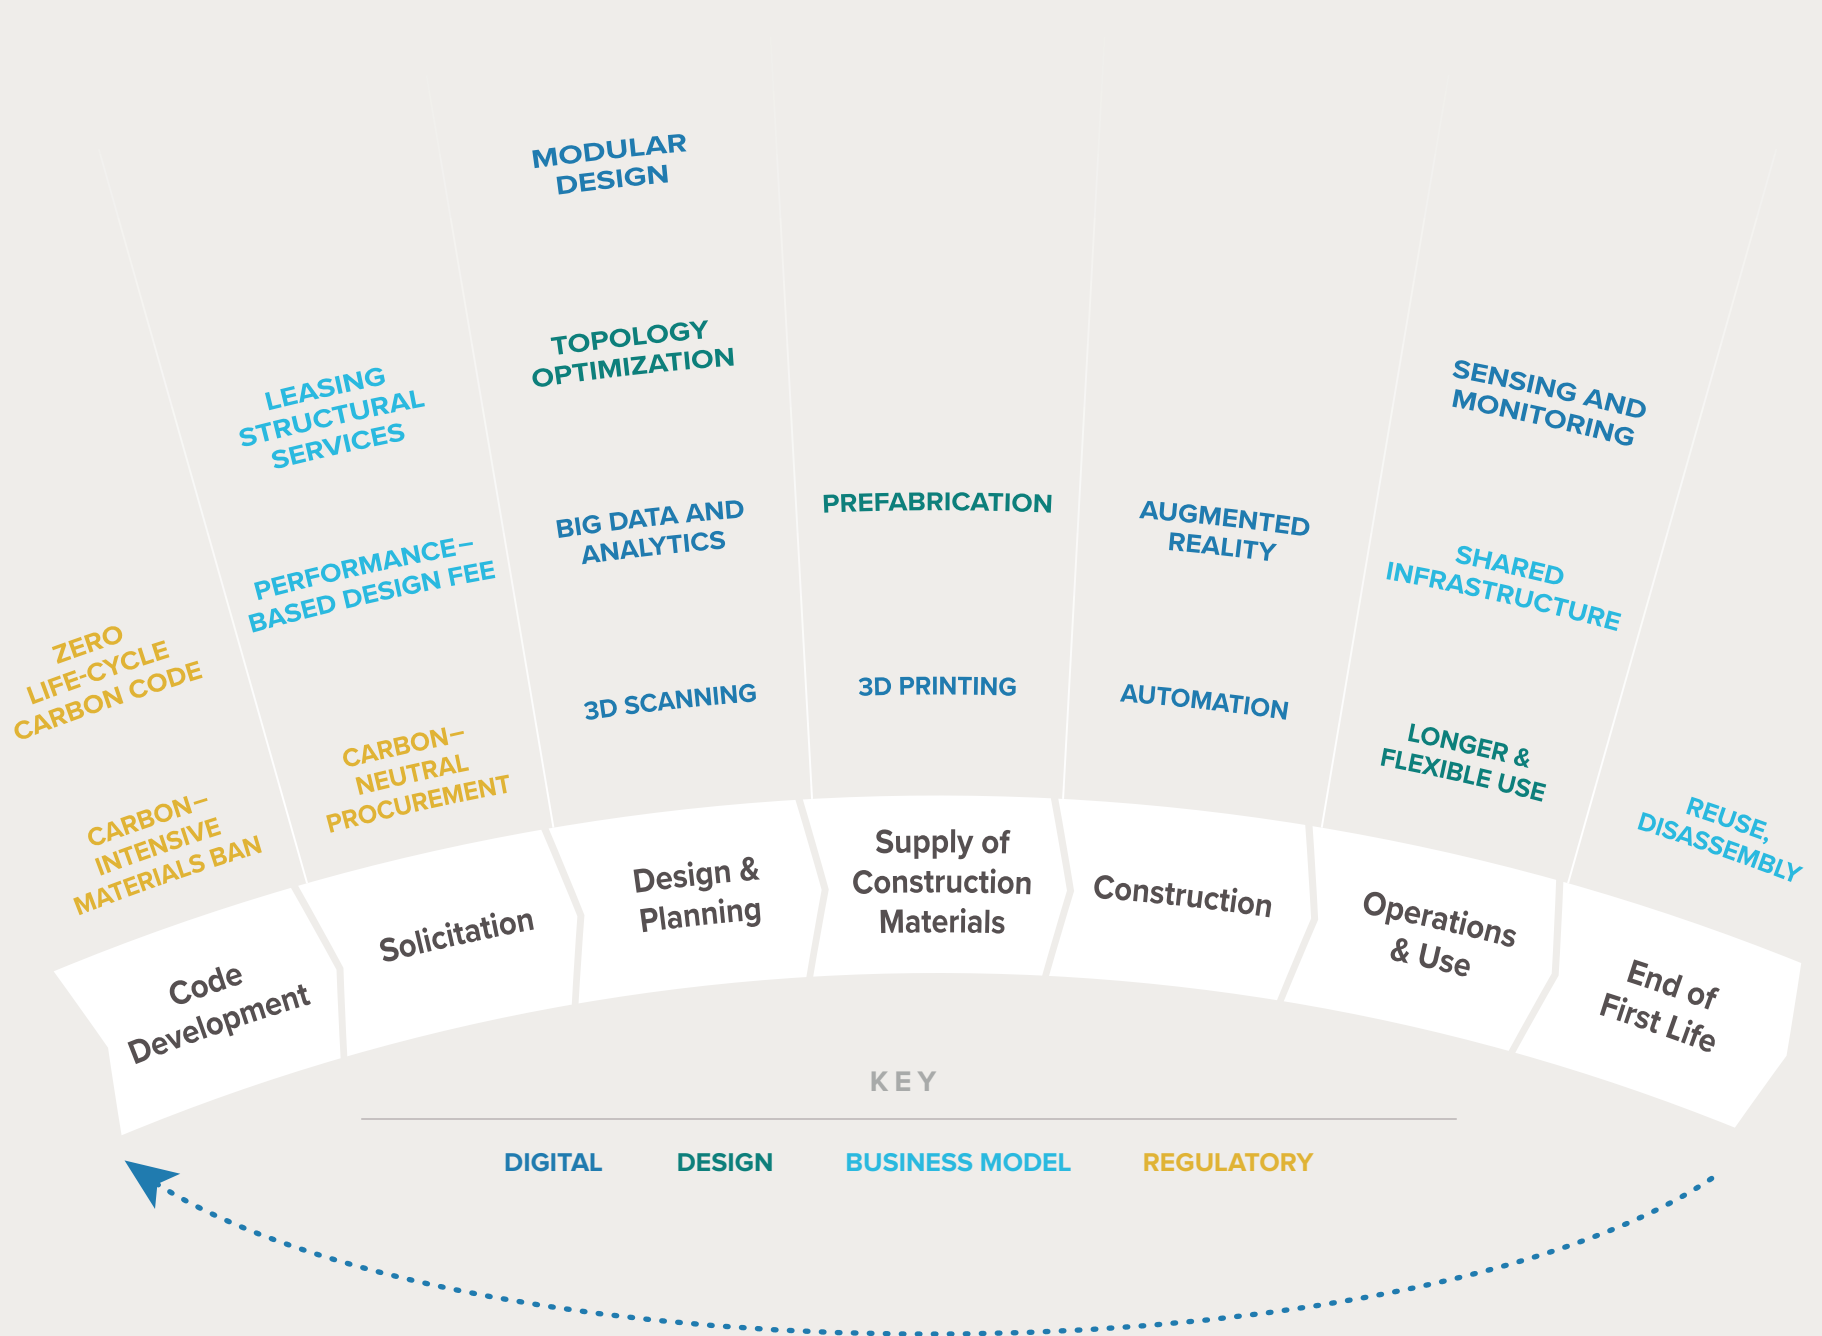 ZERO
LIFE-CYCLE
CARBON CODE
CARBON–
INTENSIVE
MATERIALS BAN
LEASING
STRUCTURAL
SERVICES
PERFORMANCE–
BASED DESIGN FEE
CARBON–
NEUTRAL
PROCUREMENT
MODULAR
DESIGN
TOPOLOGY
OPTIMIZATION
BIG DATA AND
ANALYTICS
3D SCANNING
PREFABRICATION
3D PRINTING
AUGMENTED
REALITY
AUTOMATION
SENSING AND
MONITORING
SHARED
INFRASTRUCTURE
LONGER &
FLEXIBLE USE
REUSE,
DISASSEMBLY
Code
Development
Solicitation
Design &
Planning
Supply of
Construction
Materials
Construction
Operations
& Use
End of
First Life
KEY
DIGITAL DESIGN BUSINESS MODEL REGULATORY